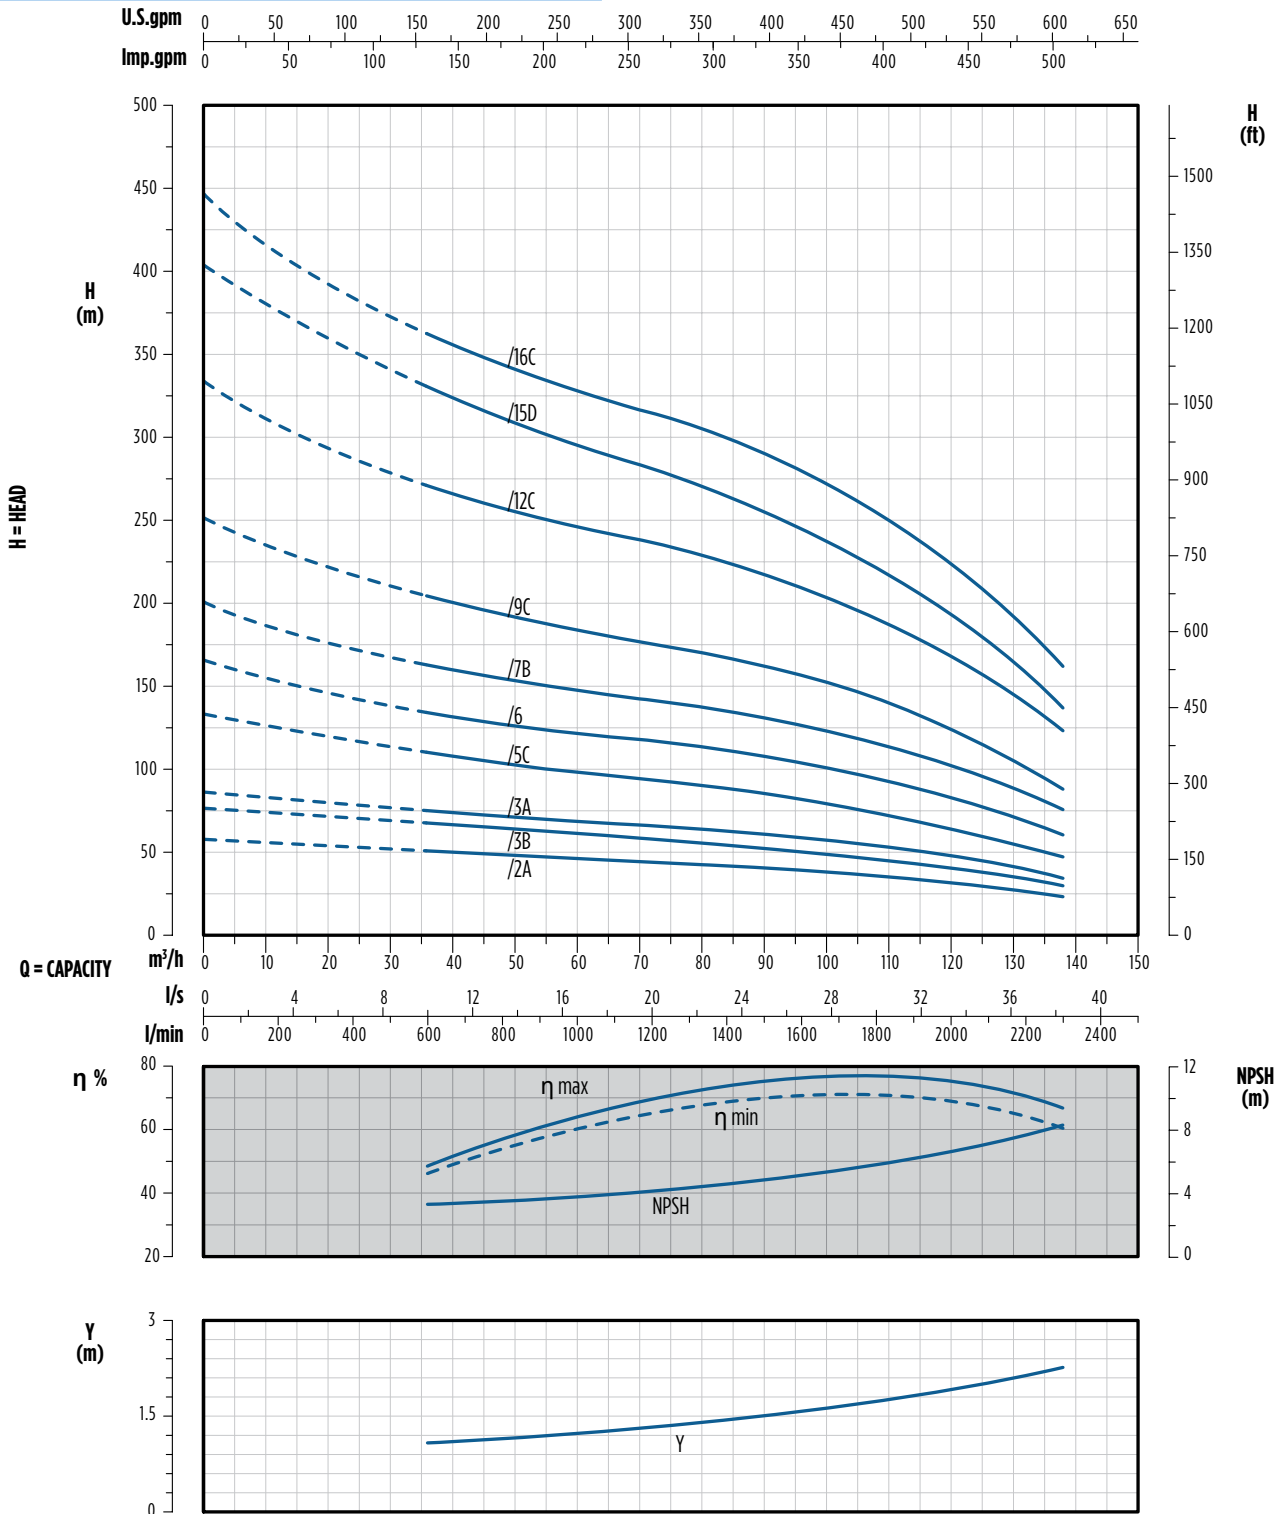 U.S.gpm 0 50 100 150 200 250 300 350 400 450 500 550 600 650
Imp.gpm 0 50 100 150 200 250 300 350 400 450 500
H
(m)
H = HEAD
500
450
400
350
300
250
200
150
100
50
0
H
(ft)
1500
1350
1200
1050
900
750
600
450
300
150
0
/16C
/15D
/12C
/9C
/7B
/6
/5C
/3A
/3B
/2A
Q = CAPACITY
m³/h 0 10 20 30 40 50 60 70 80 90 100 110 120 130 140 150
l/s 0 4 8 12 16 20 24 28 32 36 40
l/min 0 200 400 600 800 1000 1200 1400 1600 1800 2000 2200 2400
η %
80
60
40
20
η max
η min
NPSH
12
8
4
0
NPSH
(m)
Y
(m)
3
1.5
0
Y